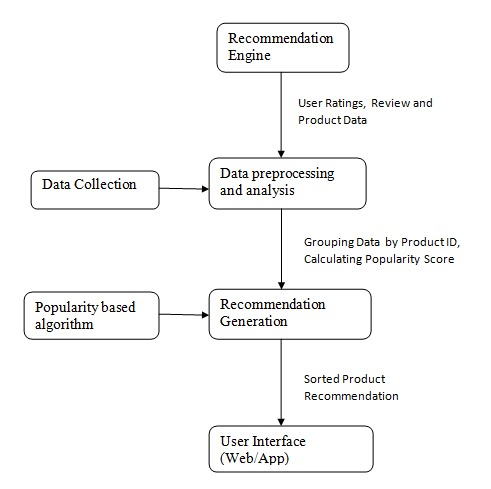 Recommendation
Engine
User Ratings, Review and
Product Data
Data Collection
Data preprocessing
and analysis
Grouping Data by Product ID,
Calculating Popularity Score
Popularity based
algorithm
Recommendation
Generation
Sorted Product
Recommendation
User Interface
(Web/App)